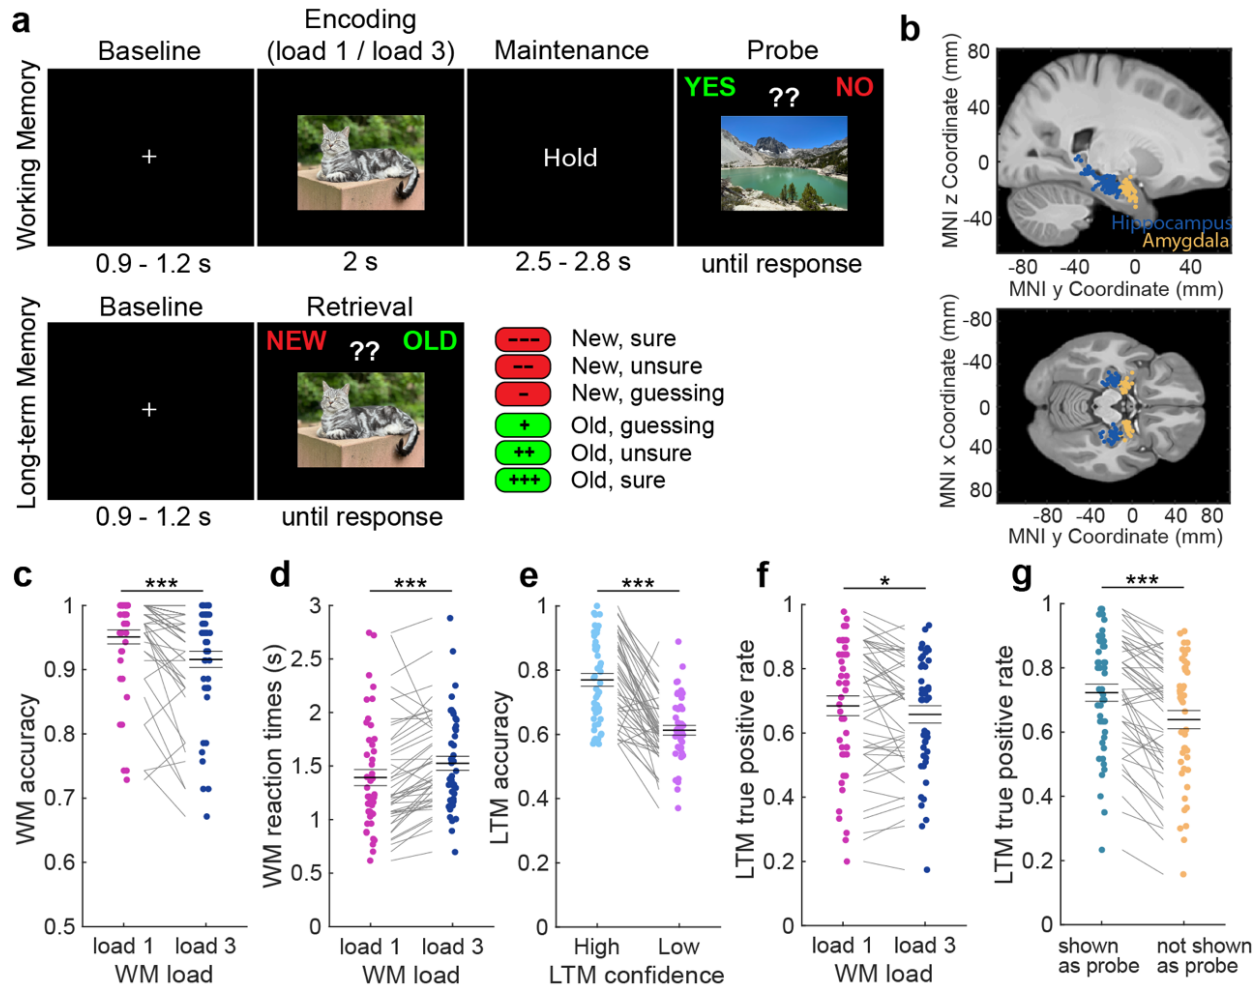 a
Encoding
Baseline (load 1 / load 3) Maintenance Probe
Working Memory
+
Hold
YES ?? NO
0.9 - 1.2 s 2 s 2.5 - 2.8 s until response
Baseline Retrieval
Long-term Memory
+
NEW ?? OLD
0.9 - 1.2 s until response
--- New, sure
-- New, unsure
- New, guessing
+ Old, guessing
++ Old, unsure
+++ Old, sure
b
MNI z Coordinate (mm)
80
40
0
-40
Hippocampus
Amygdala
-80 -40 0 40
MNI y Coordinate (mm)
MNI x Coordinate (mm)
-80
-40
0
40
80
-80 -40 0 40 80
MNI y Coordinate (mm)
c
***
WM accuracy
1
0.9
0.8
0.7
0.6
0.5
load 1 load 3
WM load
d
***
WM reaction times (s)
3
2.5
2
1.5
1
0.5
0
load 1 load 3
WM load
e
***
LTM accuracy
1
0.8
0.6
0.4
0.2
0
High Low
LTM confidence
f
*
LTM true positive rate
1
0.8
0.6
0.4
0.2
0
load 1 load 3
WM load
g
***
LTM true positive rate
1
0.8
0.6
0.4
0.2
0
shown not shown
as probe as probe